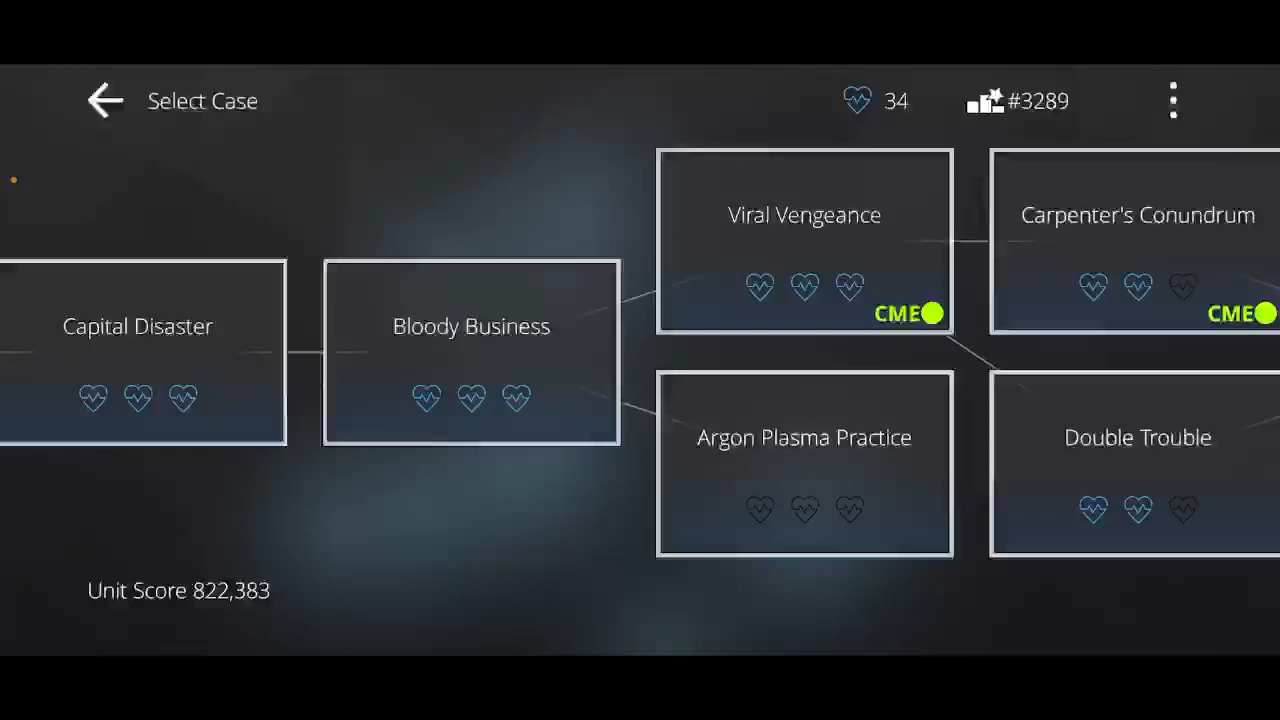 Select Case
34
#3289
Viral Vengeance
CME
Carpenter's Conundrum
CME
Capital Disaster
Bloody Business
Argon Plasma Practice
Double Trouble
Unit Score 822,383